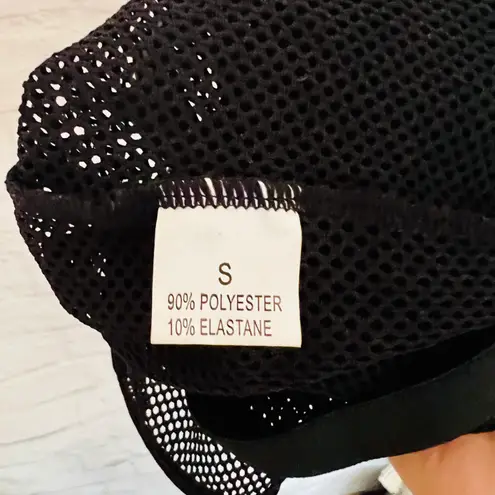 S
90% POLYESTER
10% ELASTANE